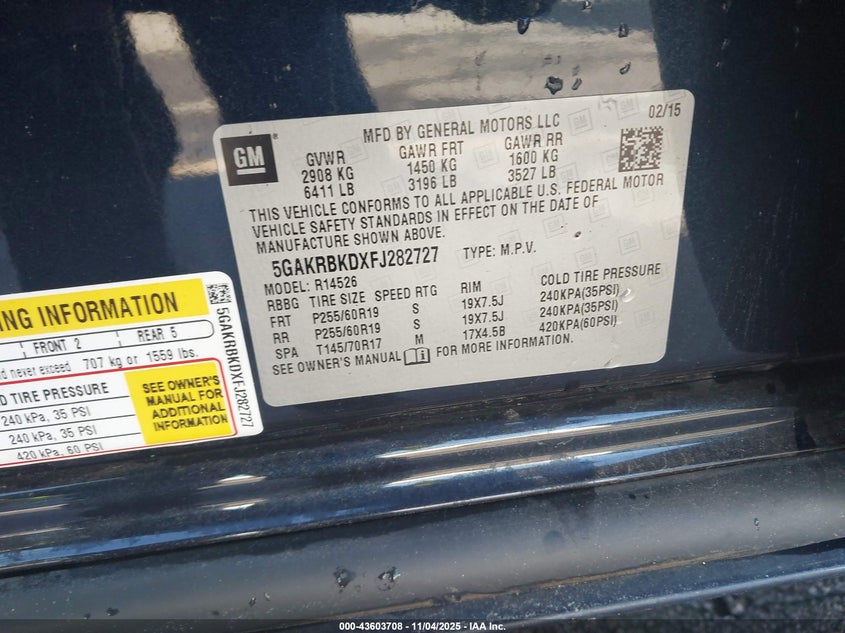 02/15
GM
MFD BY GENERAL MOTORS LLC
GVWR GAWR FRT GAWR RR
2908 KG 1450 KG 1600 KG
6411 LB 3196 LB 3527 LB
THIS VEHICLE CONFORMS TO ALL APPLICABLE U.S. FEDERAL MOTOR
VEHICLE SAFETY STANDARDS IN EFFECT ON THE DATE OF
MANUFACTURE SHOWN ABOVE.
5GAKRBKDXFJ282727 TYPE: M.P.V.
MODEL: R14526
RBBG TIRE SIZE SPEED RTG RIM COLD TIRE PRESSURE
FRT P255/60R19 S 19X7.5J 240KPA(35PSI)
RR P255/60R19 S 19X7.5J 240KPA(35PSI)
SPA T145/70R17 M 17X4.5B 420KPA(60PSI)
SEE OWNER'S MANUAL FOR MORE INFORMATION.
NG INFORMATION
FRONT 2 REAR 5
never exceed 707 kg or 1559 lbs.
TIRE PRESSURE
240 kPa, 35 PSI
240 kPa, 35 PSI
420 kPa, 60 PSI
SEE OWNER'S
MANUAL FOR
ADDITIONAL
INFORMATION
5GAKRBKDXFJ282727
000-43603708 - 11/04/2025 - IAA Inc.